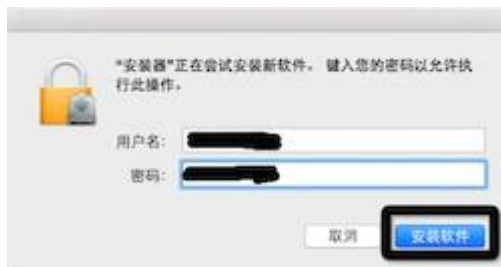 “安装器”正在尝试安装新软件。 键入您的密码以允许执
行此操作。
用户名：
密码：
取消
安装软件